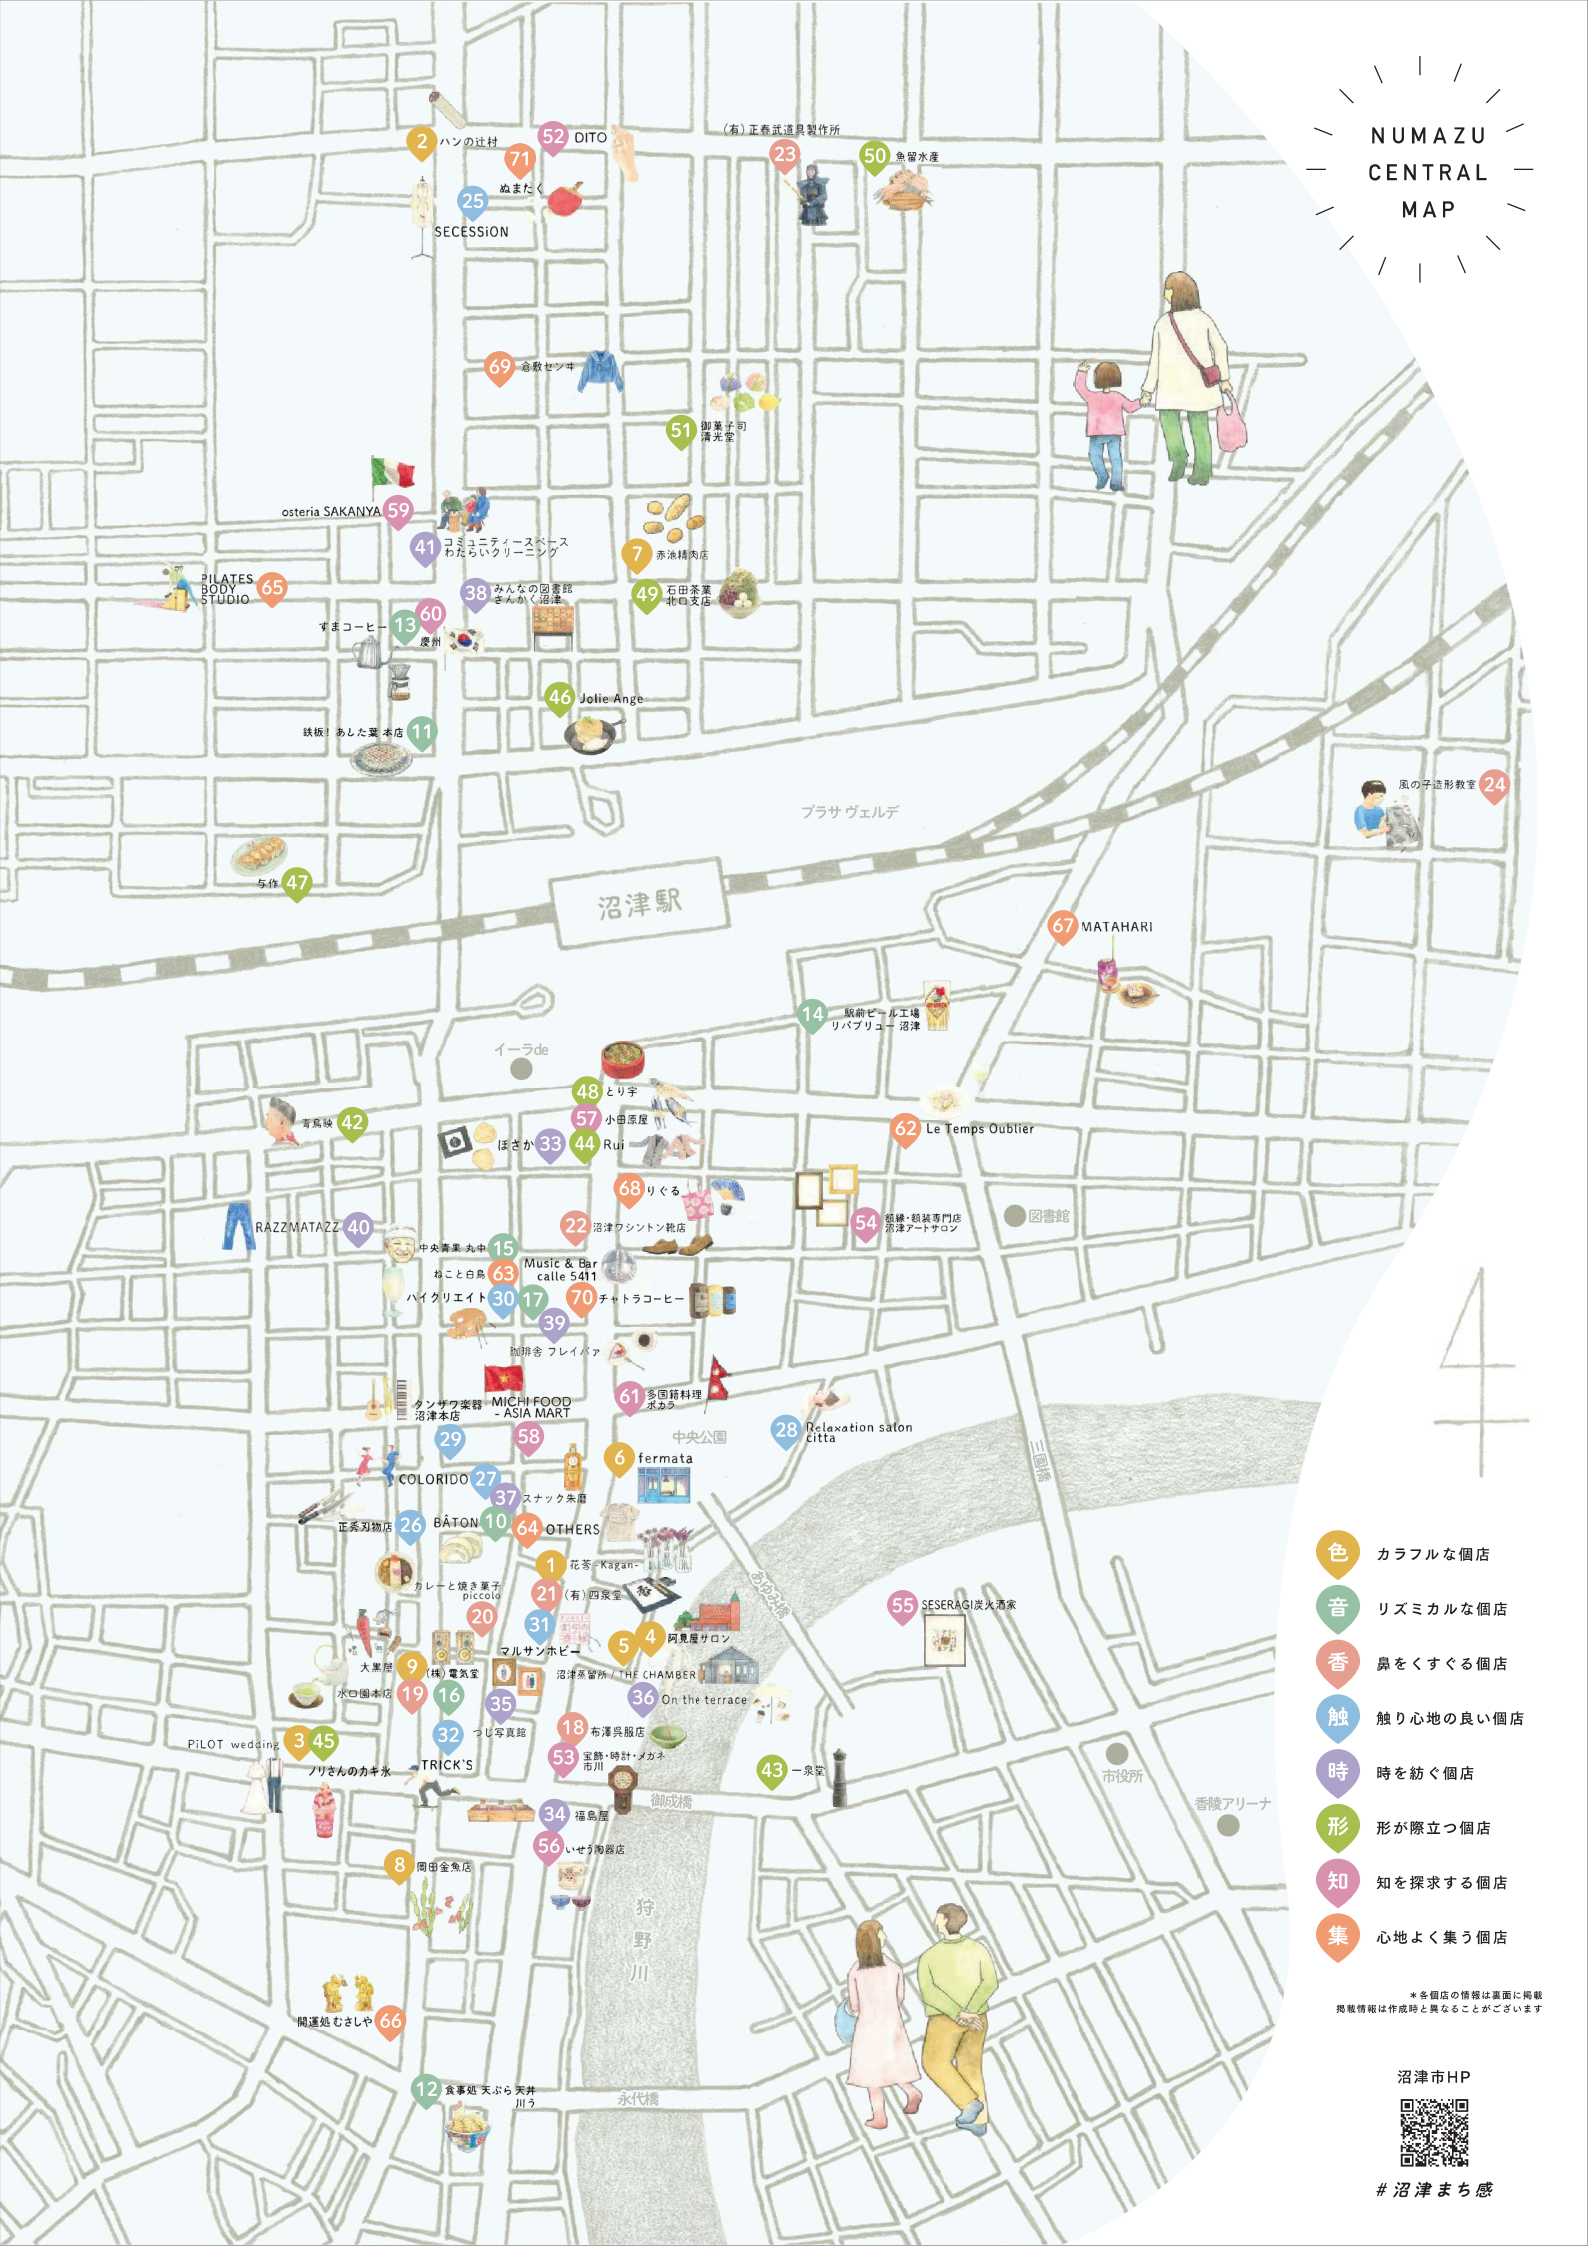 NUMAZU
CENTRAL
MAP
2 ハンの辻村
52 DITO
71
ぬまたく
25
SECESSiON
(有)正春武道具製作所
23
50 魚留水産
69 倉敷センヰ
51 御菓子司
清光堂
osteria SAKANYA 59
41 コミュニティースペース
わたらいクリーニング
7 赤池精肉店
PILATES
BODY
STUDIO 65
38 みんなの図書館
さんかく沼津
49 石田茶業
北口支店
すまコーヒー 13
60
慶州
46 Jolie Ange
鉄板!あした葉 本店 11
プラサ ヴェルデ
風の子造形教室 24
与作 47
沼津駅
67 MATAHARI
14 駅前ビール工場
リパブリュー 沼津
イーラde
48 とり宇
57 小田原屋
青鳥映 42
ほさか 33
44 Rui
62 Le Temps Oublier
68 りぐる
RAZZMATAZZ 40
22 沼津ワシントン靴店
54 額縁・額装専門店
沼津アートサロン
図書館
中央青果 丸中 15
ねこと白鳥 63
Music & Bar
calle 5411
ハイクリエイト 30
17
70 チャトラコーヒー
39
珈琲舎 フレイバァ
タンザワ楽器
沼津本店
29
MICHI FOOD
- ASIA MART
58
61 多国籍料理
ポカラ
中央公園
28 Relaxation salon
citta
三園橋
6 fermata
COLORIDO 27
37 スナック朱磨
正秀刃物店 26
BÂTON 10
64 OTHERS
1 花苓 -Kagan-
カレーと焼き菓子
piccolo
20
21 (有)四泉堂
31
マルサンホビー
あゆみ橋
55 SESERAGI炭火酒家
5
4 阿見屋サロン
沼津蒸留所 / THE CHAMBER
大黒屋 9
(株)電気堂
16
水口園本店 19
35
つじ写真館
36 On the terrace
PiLOT wedding 3
45
ノリさんのカキ氷
32
TRICK'S
18 布澤呉服店
53 宝飾・時計・メガネ
市川
43 一泉堂
市役所
香陵アリーナ
御成橋
34 福島屋
56 いせう陶器店
8 岡田金魚店
狩野川
開運処むさしや 66
12 食事処 天ぷら 天丼
川う
永代橋
4
色 カラフルな個店
音 リズミカルな個店
香 鼻をくすぐる個店
触 触り心地の良い個店
時 時を紡ぐ個店
形 形が際立つ個店
知 知を探求する個店
集 心地よく集う個店
*各個店の情報は裏面に掲載
掲載情報は作成時と異なることがございます
沼津市HP
#沼津まち感